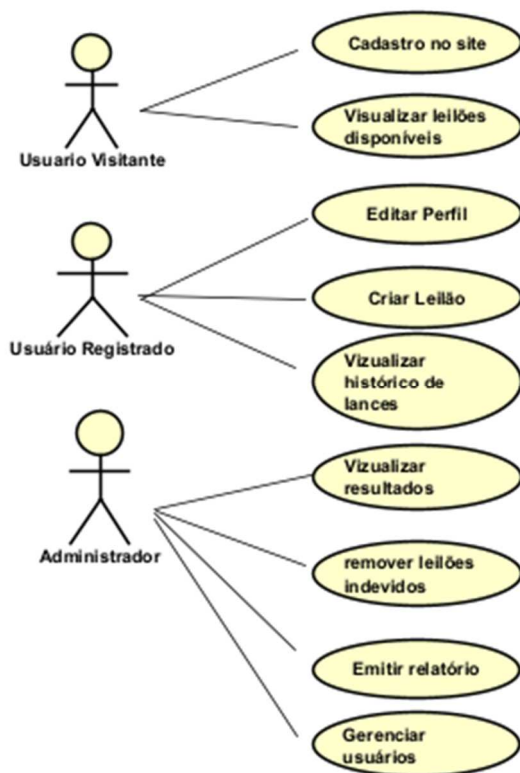 Cadastro no site
Visualizar leilões
disponíveis
Usuario Visitante
Editar Perfil
Criar Leilão
Usuário Registrado
Vizualizar
histórico de
lances
Vizualizar
resultados
Administrador
remover leilões
indevidos
Emitir relatório
Gerenciar
usuários